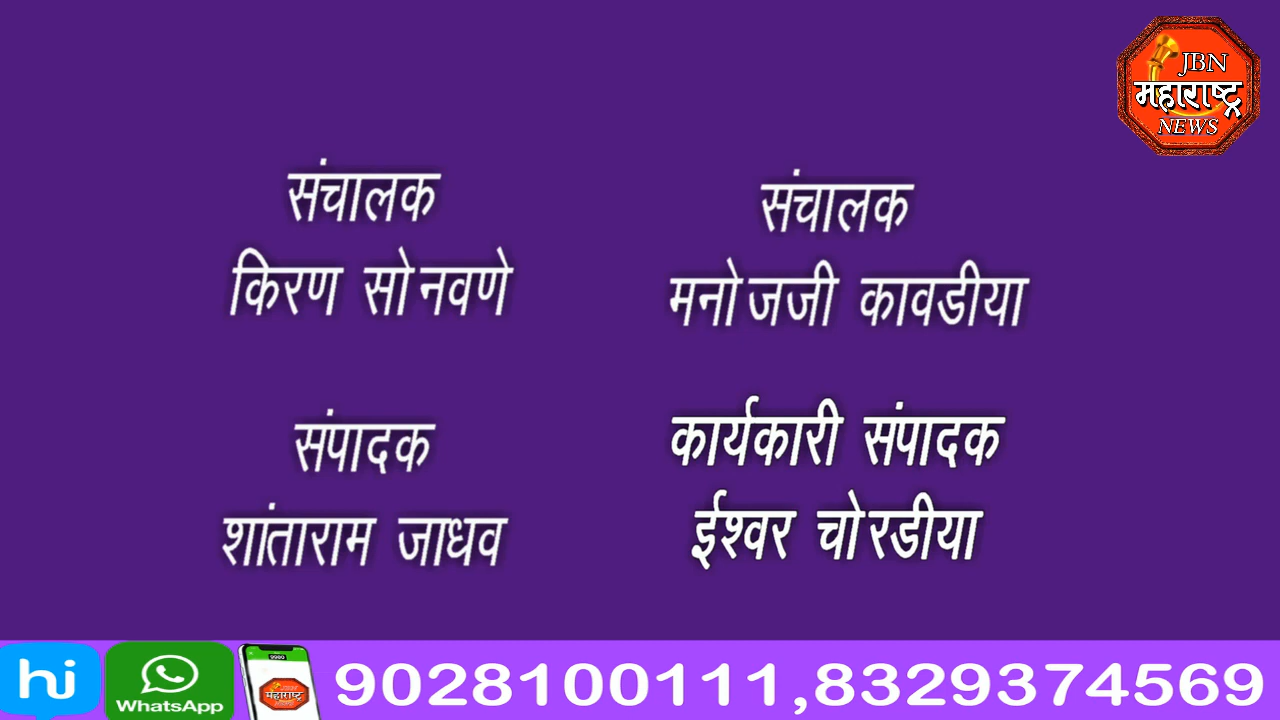 JBN
महाराष्ट्र
NEWS
संचालक
किरण सोनवणे
संचालक
मनोजजी कावडीया
संपादक
शांताराम जाधव
कार्यकारी संपादक
ईश्वर चोरडीया
hi
WhatsApp
महाराष्ट्र
9028100111,8329374569